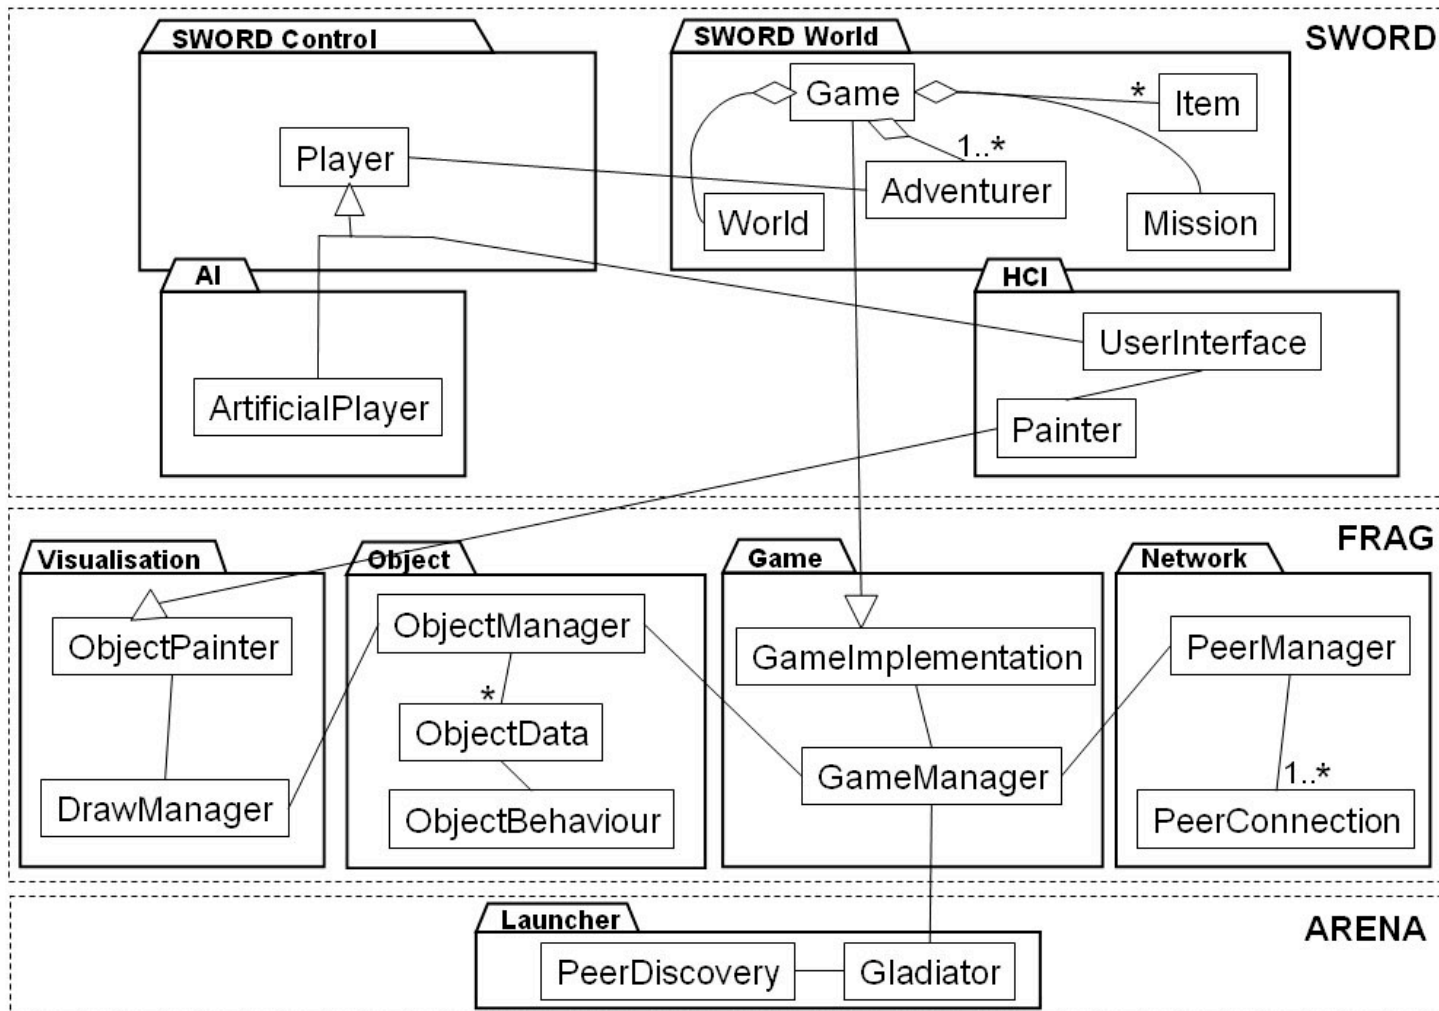 SWORD
SWORD Control
Player
SWORD World
Game
*
Item
1..*
Adventurer
World
Mission
AI
ArtificialPlayer
HCI
UserInterface
Painter
FRAG
Visualisation
ObjectPainter
DrawManager
Object
ObjectManager
*
ObjectData
ObjectBehaviour
Game
GameImplementation
GameManager
Network
PeerManager
1..*
PeerConnection
ARENA
Launcher
PeerDiscovery
Gladiator